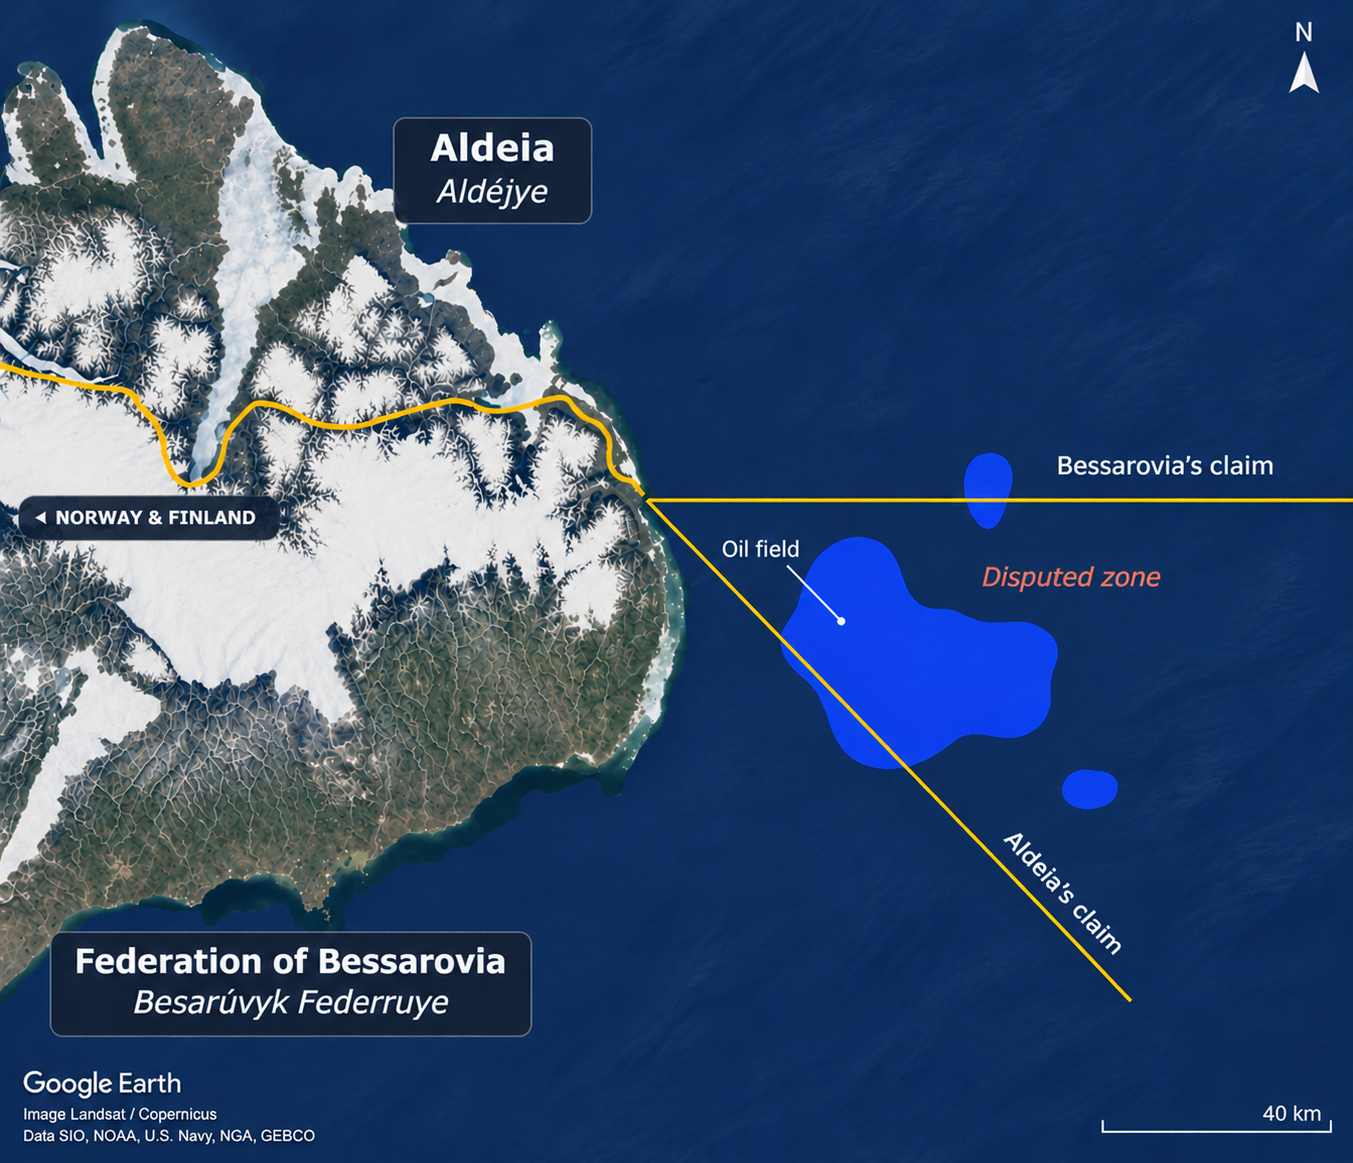 N
Aldeia
Aldéjye
Bessarovia’s claim
◄ NORWAY & FINLAND
Oil field
Disputed zone
Aldeia’s claim
Federation of Bessarovia
Besarúvyk Federruye
Google Earth
Image Landsat / Copernicus
Data SIO, NOAA, U.S. Navy, NGA, GEBCO
40 km